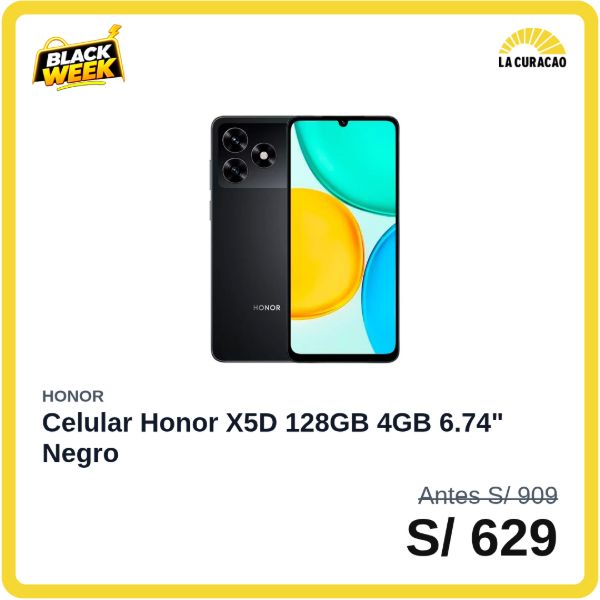 BLACK
WEEK
LA CURACAO
HONOR
HONOR
Celular Honor X5D 128GB 4GB 6.74"
Negro
Antes S/ 909
S/ 629